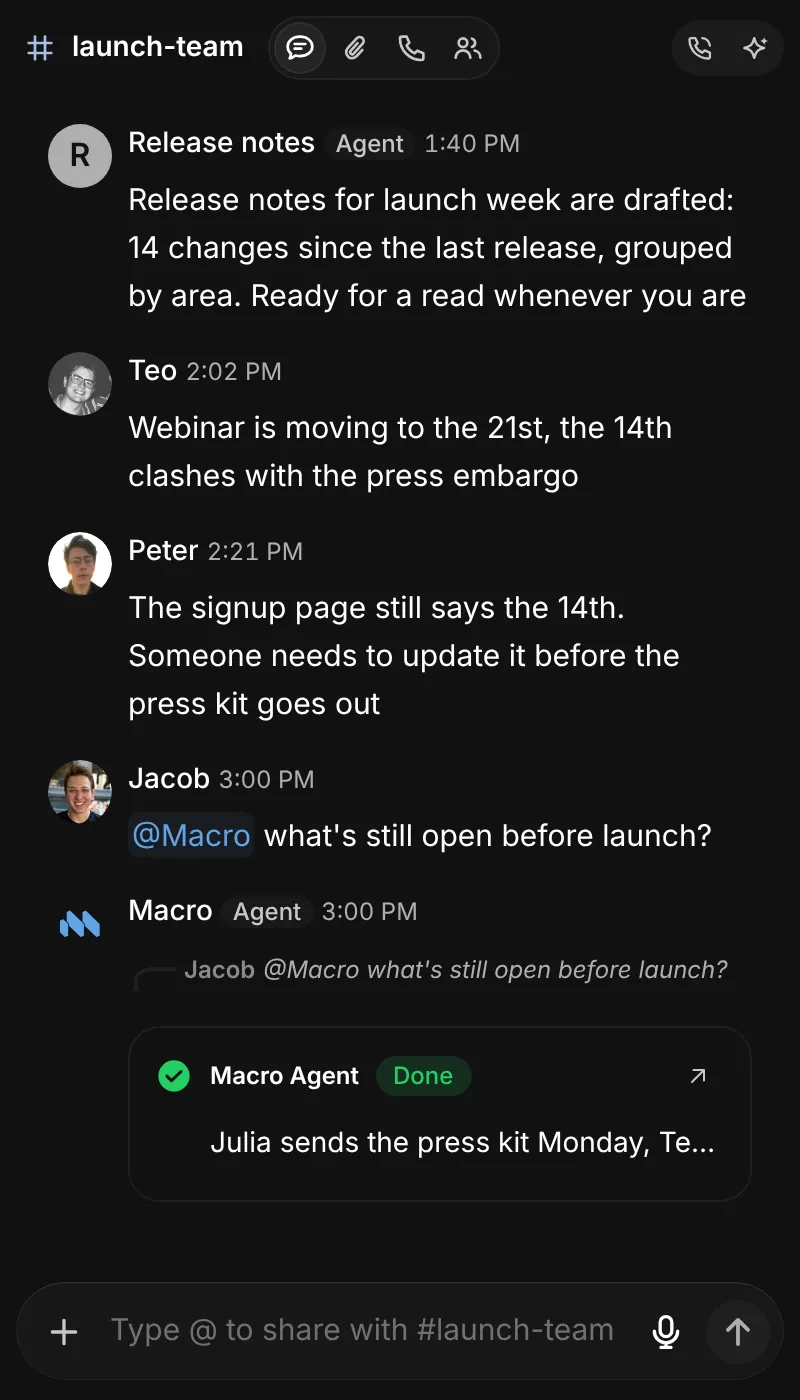 launch-team
R
Release notes Agent 1:40 PM
Release notes for launch week are drafted:
14 changes since the last release, grouped
by area. Ready for a read whenever you are
Teo 2:02 PM
Webinar is moving to the 21st, the 14th
clashes with the press embargo
Peter 2:21 PM
The signup page still says the 14th.
Someone needs to update it before the
press kit goes out
Jacob 3:00 PM
@Macro what's still open before launch?
Macro Agent 3:00 PM
Jacob @Macro what's still open before launch?
Macro Agent Done
Julia sends the press kit Monday, Te...
Type @ to share with #launch-team